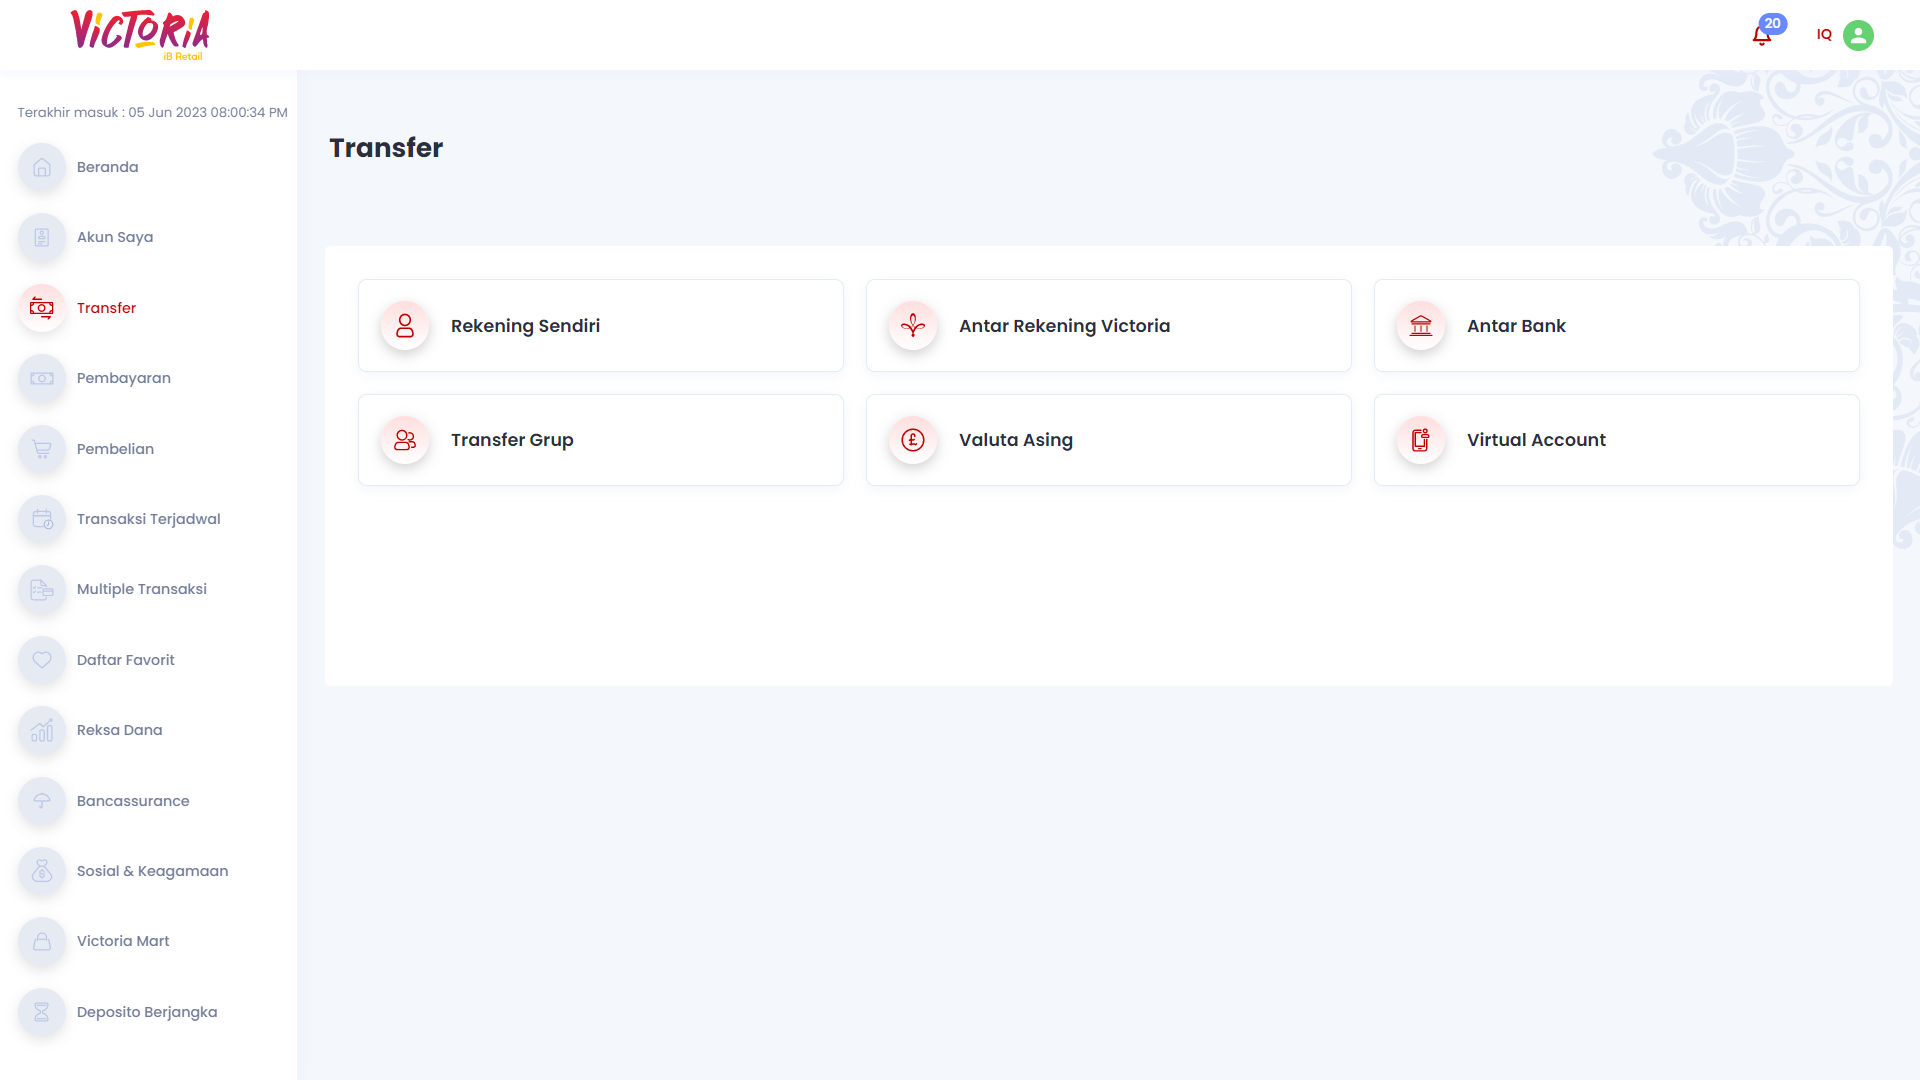 VICTORIA
iB Retail
20
IQ
Terakhir masuk : 05 Jun 2023 08:00:34 PM
Beranda
Akun Saya
Transfer
Pembayaran
Pembelian
Transaksi Terjadwal
Multiple Transaksi
Daftar Favorit
Reksa Dana
Bancassurance
Sosial & Keagamaan
Victoria Mart
Deposito Berjangka
Transfer
Rekening Sendiri
Antar Rekening Victoria
Antar Bank
Transfer Grup
Valuta Asing
Virtual Account